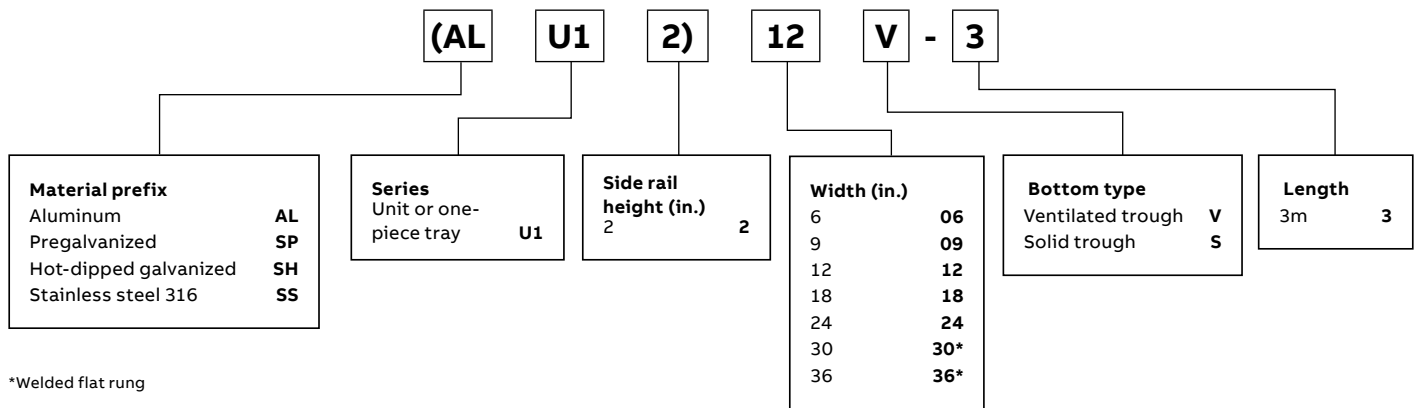 (AL U1 2) 12 V - 3
Material prefix
Aluminum AL
Pregalvanized SP
Hot-dipped galvanized SH
Stainless steel 316 SS
Series
Unit or one-
piece tray U1
Side rail
height (in.)
2 2
Width (in.)
6 06
9 09
12 12
18 18
24 24
30 30*
36 36*
Bottom type
Ventilated trough V
Solid trough S
Length
3m 3
*Welded flat rung